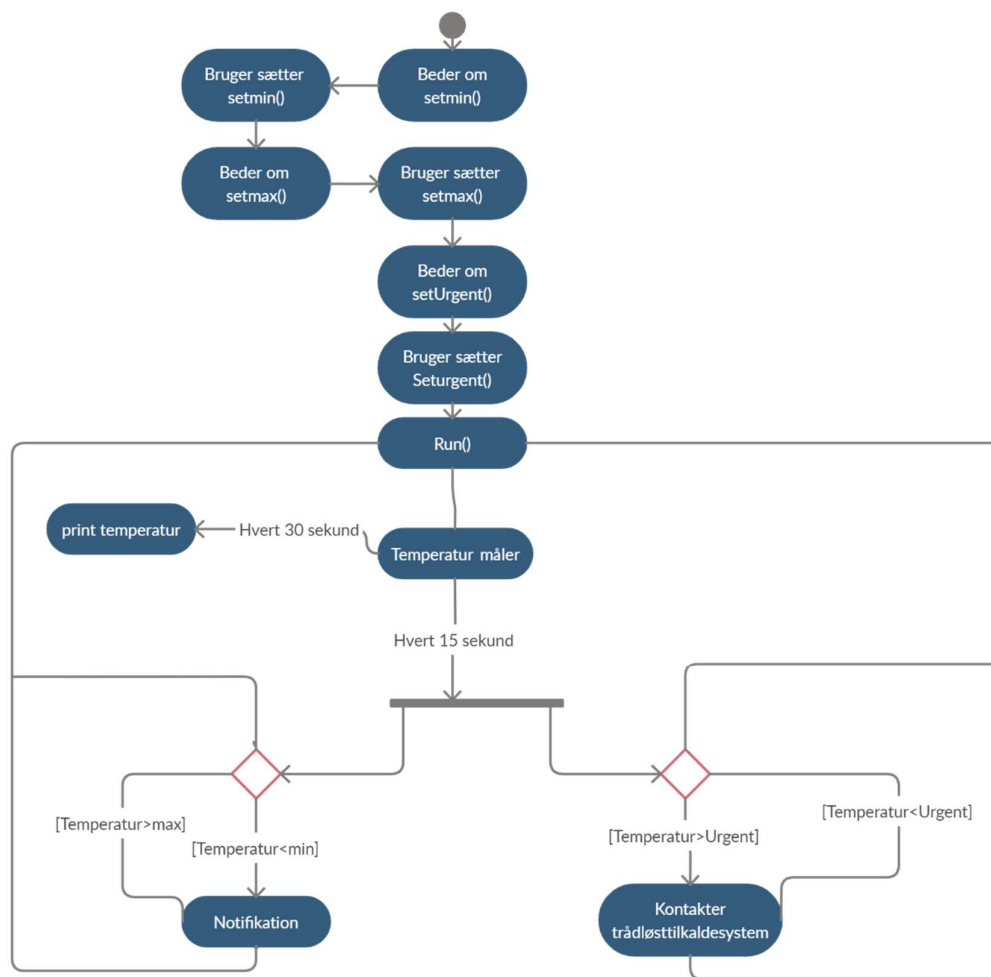 Beder om
setmin()
Bruger sætter
setmin()
Beder om
setmax()
Bruger sætter
setmax()
Beder om
setUrgent()
Bruger sætter
Seturgent()
Run()
print temperatur
Hvert 30 sekund
Temperatur måler
Hvert 15 sekund
[Temperatur>max]
[Temperatur<min]
Notifikation
[Temperatur>Urgent]
[Temperatur<Urgent]
Kontakter
trådløsttilkaldesystem